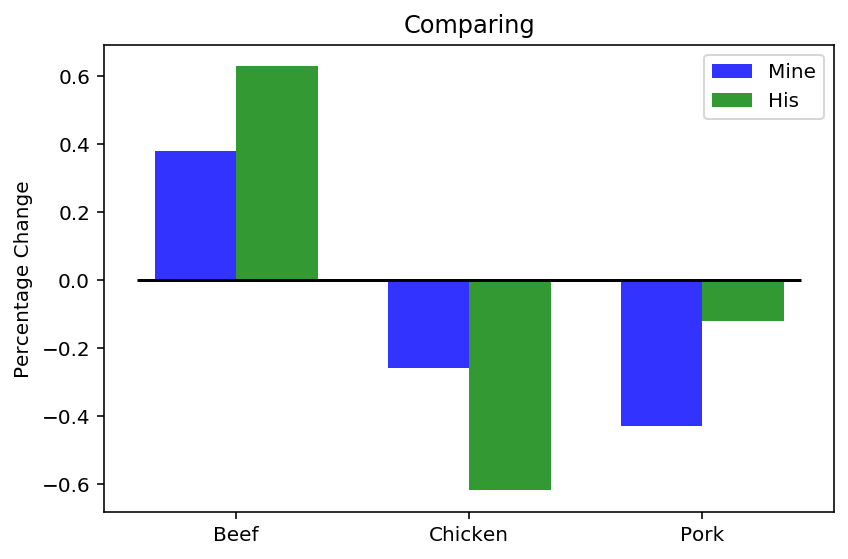 Comparing
Mine
His
Percentage Change
0.6
0.4
0.2
0.0
−0.2
−0.4
−0.6
Beef Chicken Pork